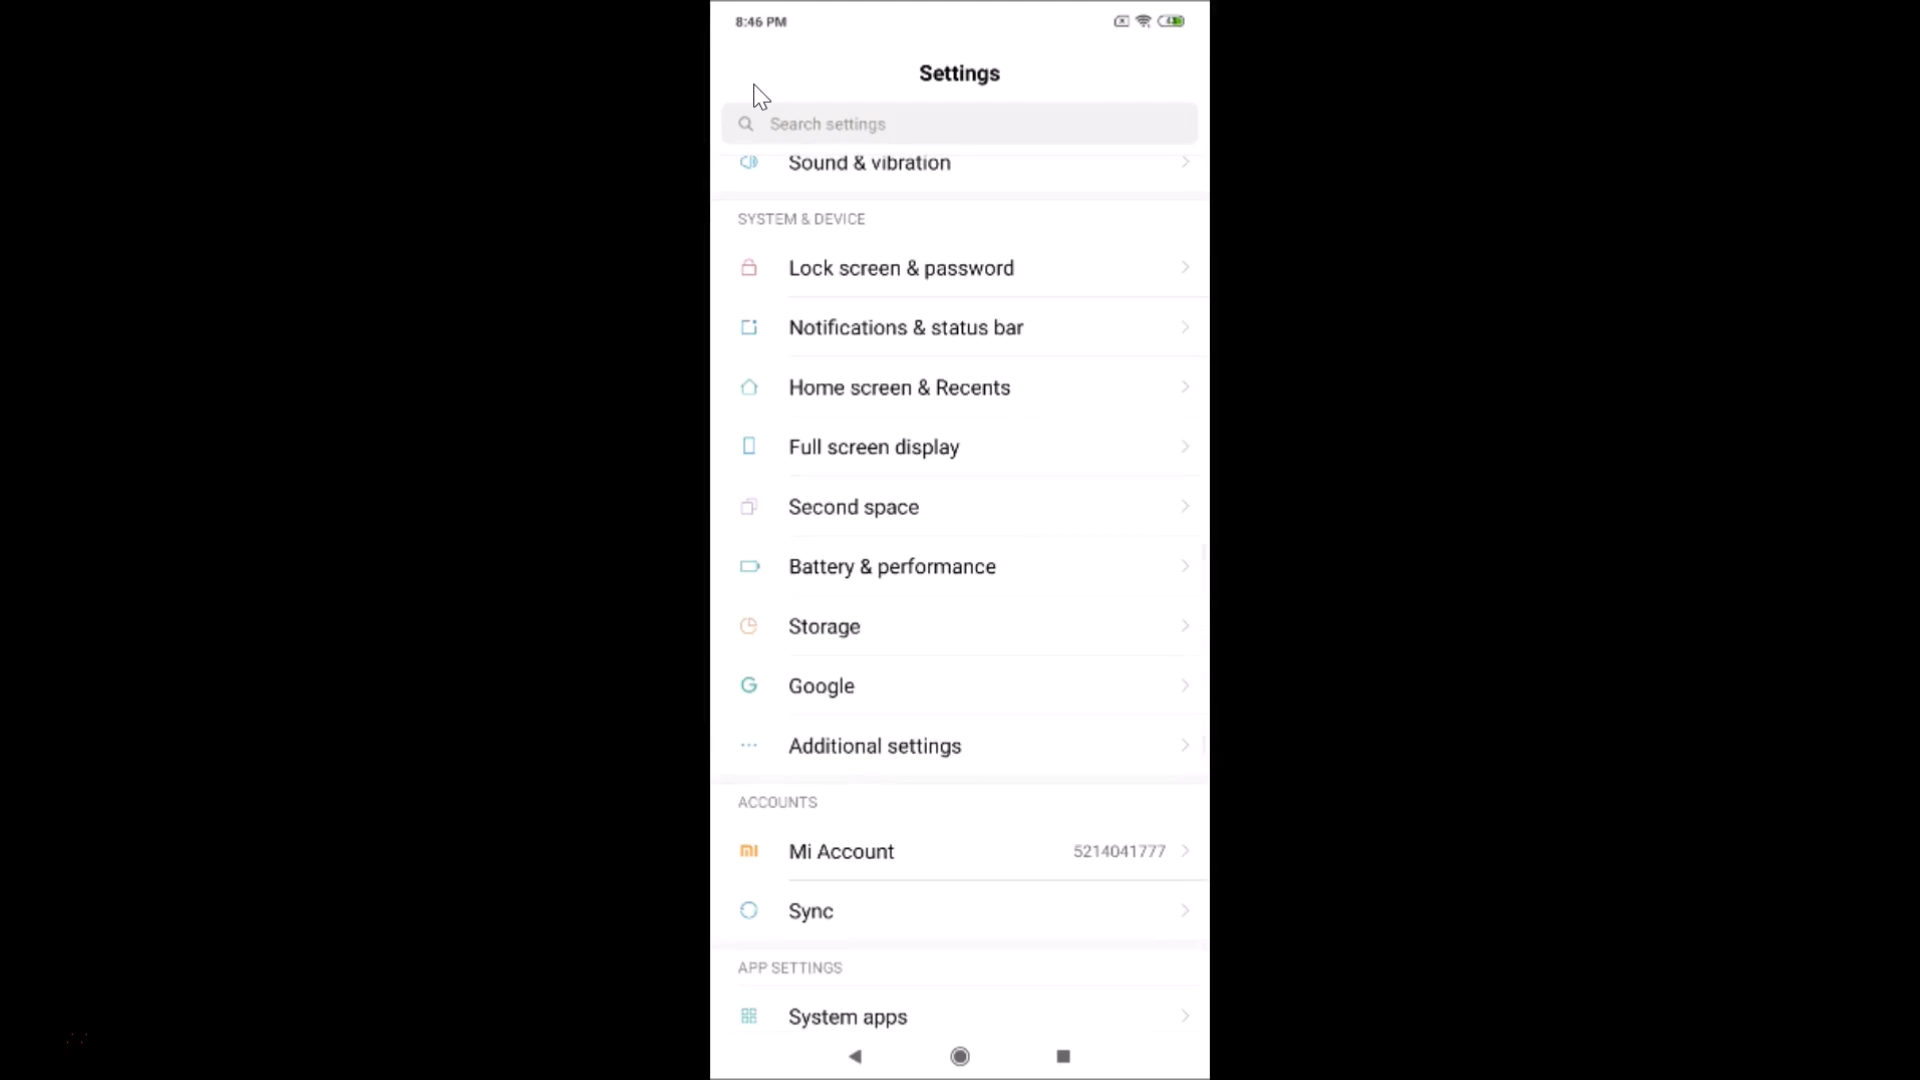 8:46 PM
Settings
Search settings
Sound & vibration
SYSTEM & DEVICE
Lock screen & password
Notifications & status bar
Home screen & Recents
Full screen display
Second space
Battery & performance
Storage
Google
Additional settings
ACCOUNTS
Mi Account 5214041777
Sync
APP SETTINGS
System apps